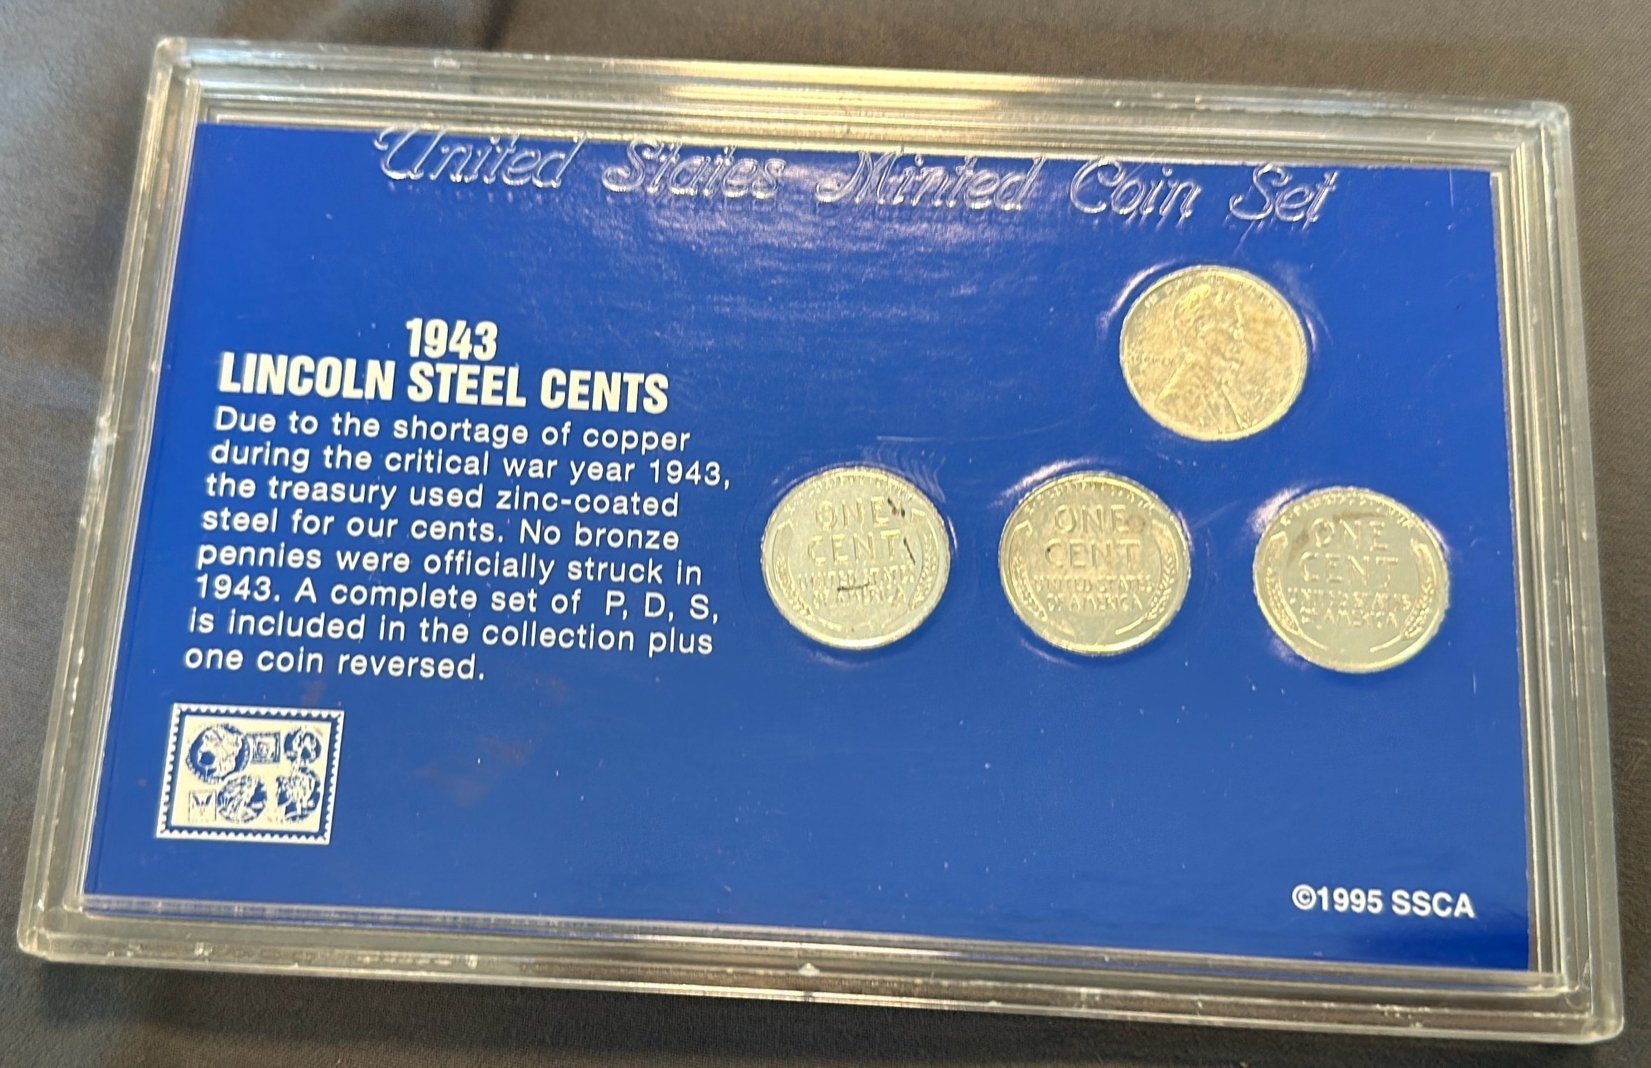 United States Minted Coin Set
1943
LINCOLN STEEL CENTS
Due to the shortage of copper
during the critical war year 1943,
the treasury used zinc-coated
steel for our cents. No bronze
pennies were officially struck in
1943. A complete set of P, D, S,
is included in the collection plus
one coin reversed.
ONE
CENT
UNITED STATES
OF AMERICA
ONE
CENT
UNITED STATES
OF AMERICA
ONE
CENT
UNITED STATES
OF AMERICA
©1995 SSCA